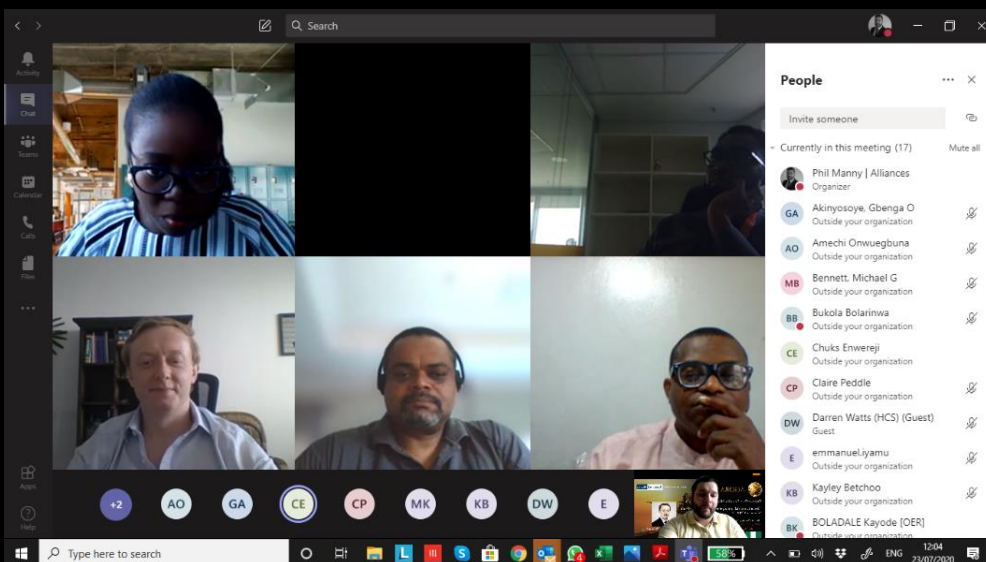 Search
People
Activity
Chat
Teams
Calendar
Calls
Files
Apps
Help
Invite someone
Currently in this meeting (17)
Mute all
Phil Manny | Alliances
Organizer
GA
Akinyosoye, Gbenga O
Outside your organization
AO
Amechi Onwuegbuna
Outside your organization
MB
Bennett, Michael G
Outside your organization
BB
Bukola Bolarinwa
Outside your organization
CE
Chuks Enwereji
Outside your organization
CP
Claire Peddle
Outside your organization
DW
Darren Watts (HCS) (Guest)
Guest
E
emmanuel.iyamu
Outside your organization
KB
Kayley Betchoo
Outside your organization
BK
BOLADALE Kayode [OER]
Outside your organization
+2
AO
GA
CE
CP
MK
KB
DW
E
Type here to search
58%
ENG
12:04
23/07/2020